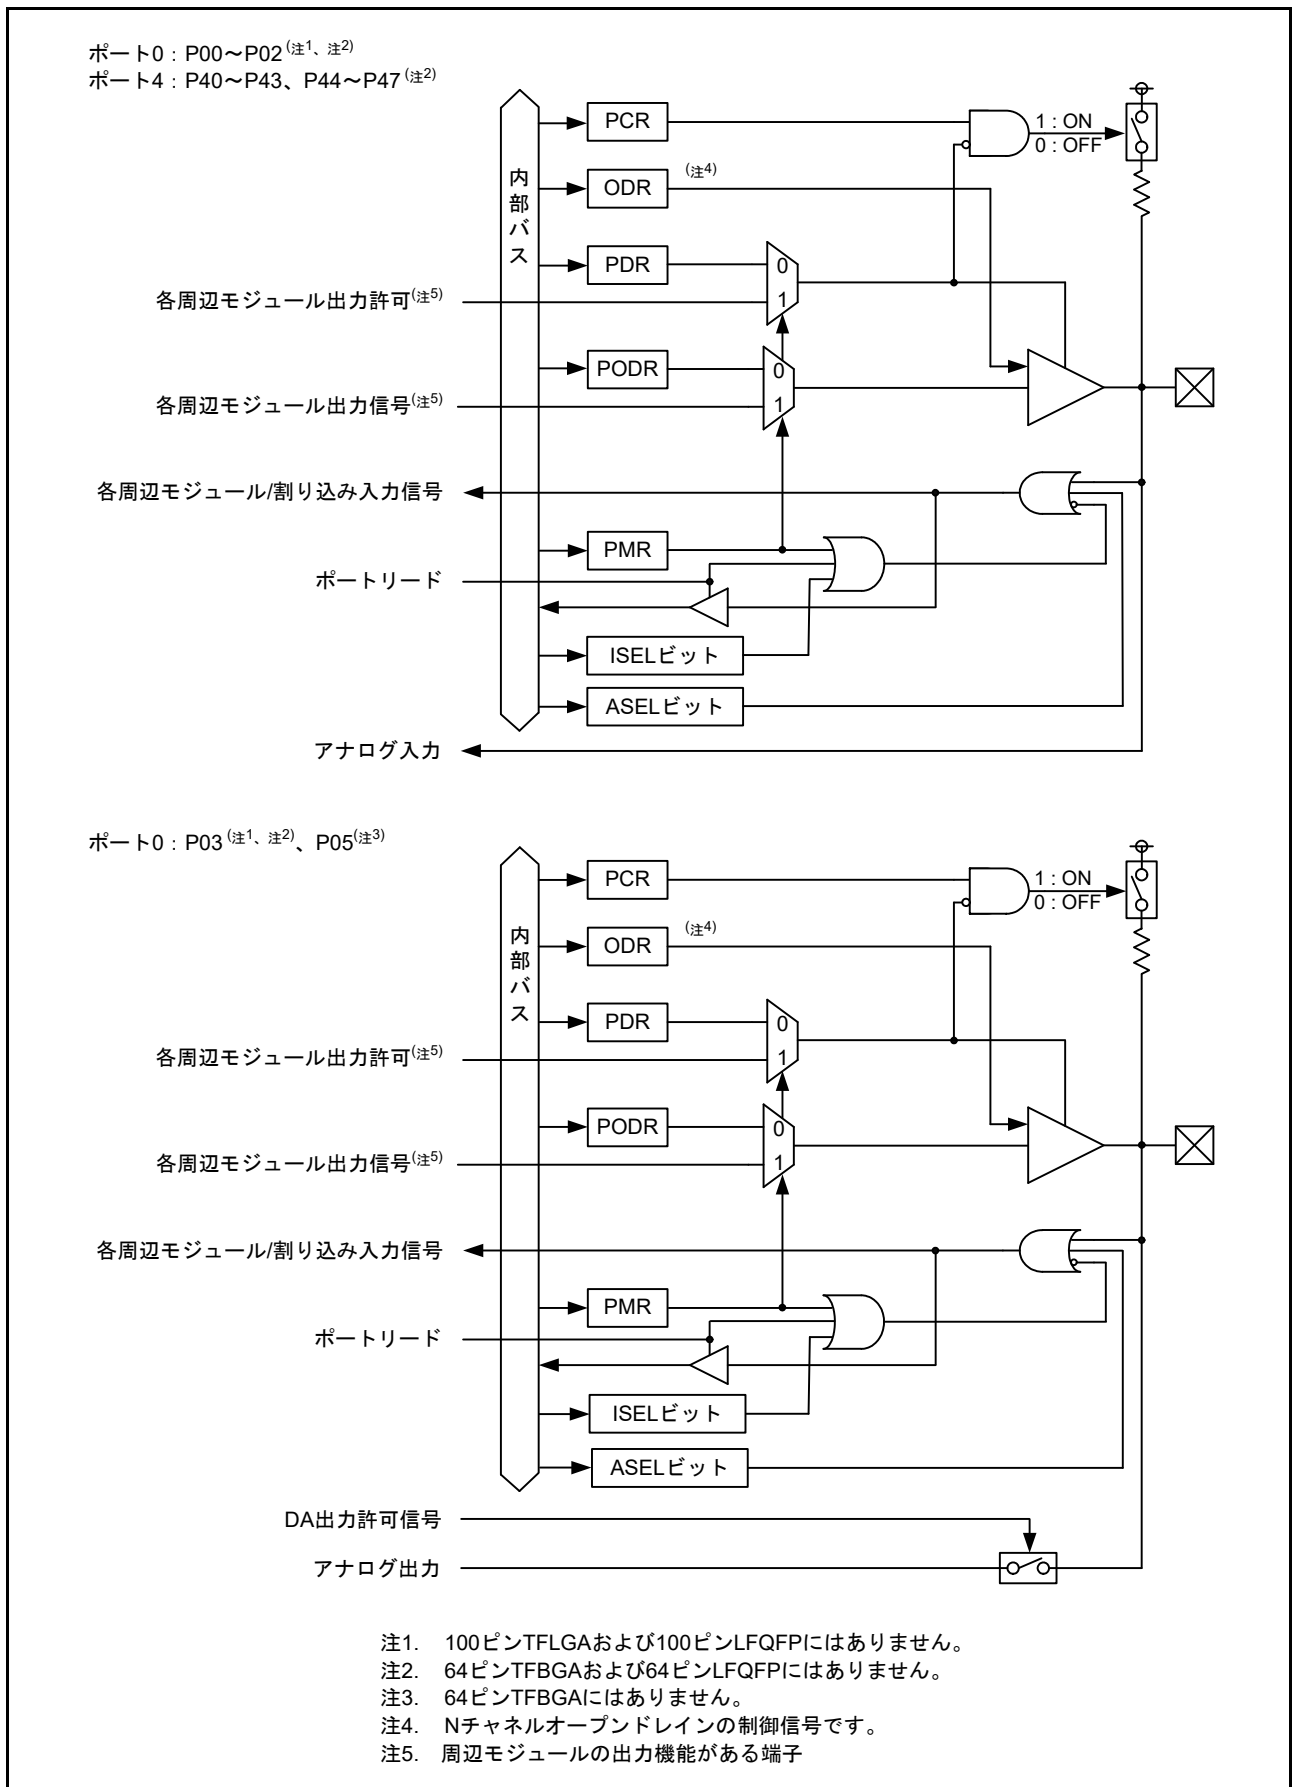 ポート0：P00～P02(注1、注2)
ポート4：P40～P43、P44～P47(注2)
PCR
1 : ON
0 : OFF
内部バス
ODR
(注4)
PDR
0
1
各周辺モジュール出力許可(注5)
PODR
0
1
各周辺モジュール出力信号(注5)
各周辺モジュール/割り込み入力信号
PMR
ポートリード
ISELビット
ASELビット
アナログ入力
ポート0：P03(注1、注2)、P05(注3)
PCR
1 : ON
0 : OFF
内部バス
ODR
(注4)
PDR
0
1
各周辺モジュール出力許可(注5)
PODR
0
1
各周辺モジュール出力信号(注5)
各周辺モジュール/割り込み入力信号
PMR
ポートリード
ISELビット
ASELビット
DA出力許可信号
アナログ出力
注1. 100ピンTFLGAおよび100ピンLFQFPにはありません。
注2. 64ピンTFBGAおよび64ピンLFQFPにはありません。
注3. 64ピンTFBGAにはありません。
注4. Nチャネルオープンドレインの制御信号です。
注5. 周辺モジュールの出力機能がある端子